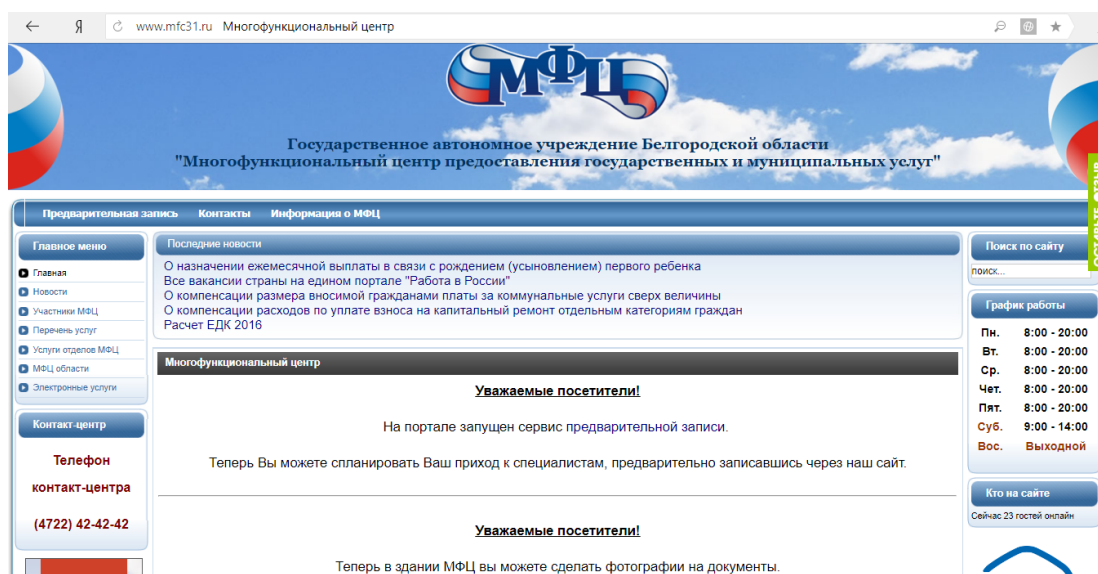 Я www.mfc31.ru Многофункциональный центр
МФЦ
Государственное автономное учреждение Белгородской области
"Многофункциональный центр предоставления государственных и муниципальных услуг"
ОСТАВЬТЕ ОТЗЫВ
Предварительная запись Контакты Информация о МФЦ
Главное меню
Главная
Новости
Участники МФЦ
Перечень услуг
Услуги отделов МФЦ
МФЦ области
Электронные услуги
Контакт-центр
Телефон
контакт-центра
(4722) 42-42-42
Последние новости
О назначении ежемесячной выплаты в связи с рождением (усыновлением) первого ребенка
Все вакансии страны на едином портале "Работа в России"
О компенсации размера вносимой гражданами платы за коммунальные услуги сверх величины
О компенсации расходов по уплате взноса на капитальный ремонт отдельным категориям граждан
Расчет ЕДК 2016
Многофункциональный центр
Уважаемые посетители!
На портале запущен сервис предварительной записи.
Теперь Вы можете спланировать Ваш приход к специалистам, предварительно записавшись через наш сайт.
Уважаемые посетители!
Теперь в здании МФЦ вы можете сделать фотографии на документы.
Поиск по сайту
поиск...
График работы
Пн. 8:00 - 20:00
Вт. 8:00 - 20:00
Ср. 8:00 - 20:00
Чет. 8:00 - 20:00
Пят. 8:00 - 20:00
Суб. 9:00 - 14:00
Вос. Выходной
Кто на сайте
Сейчас 23 гостей онлайн